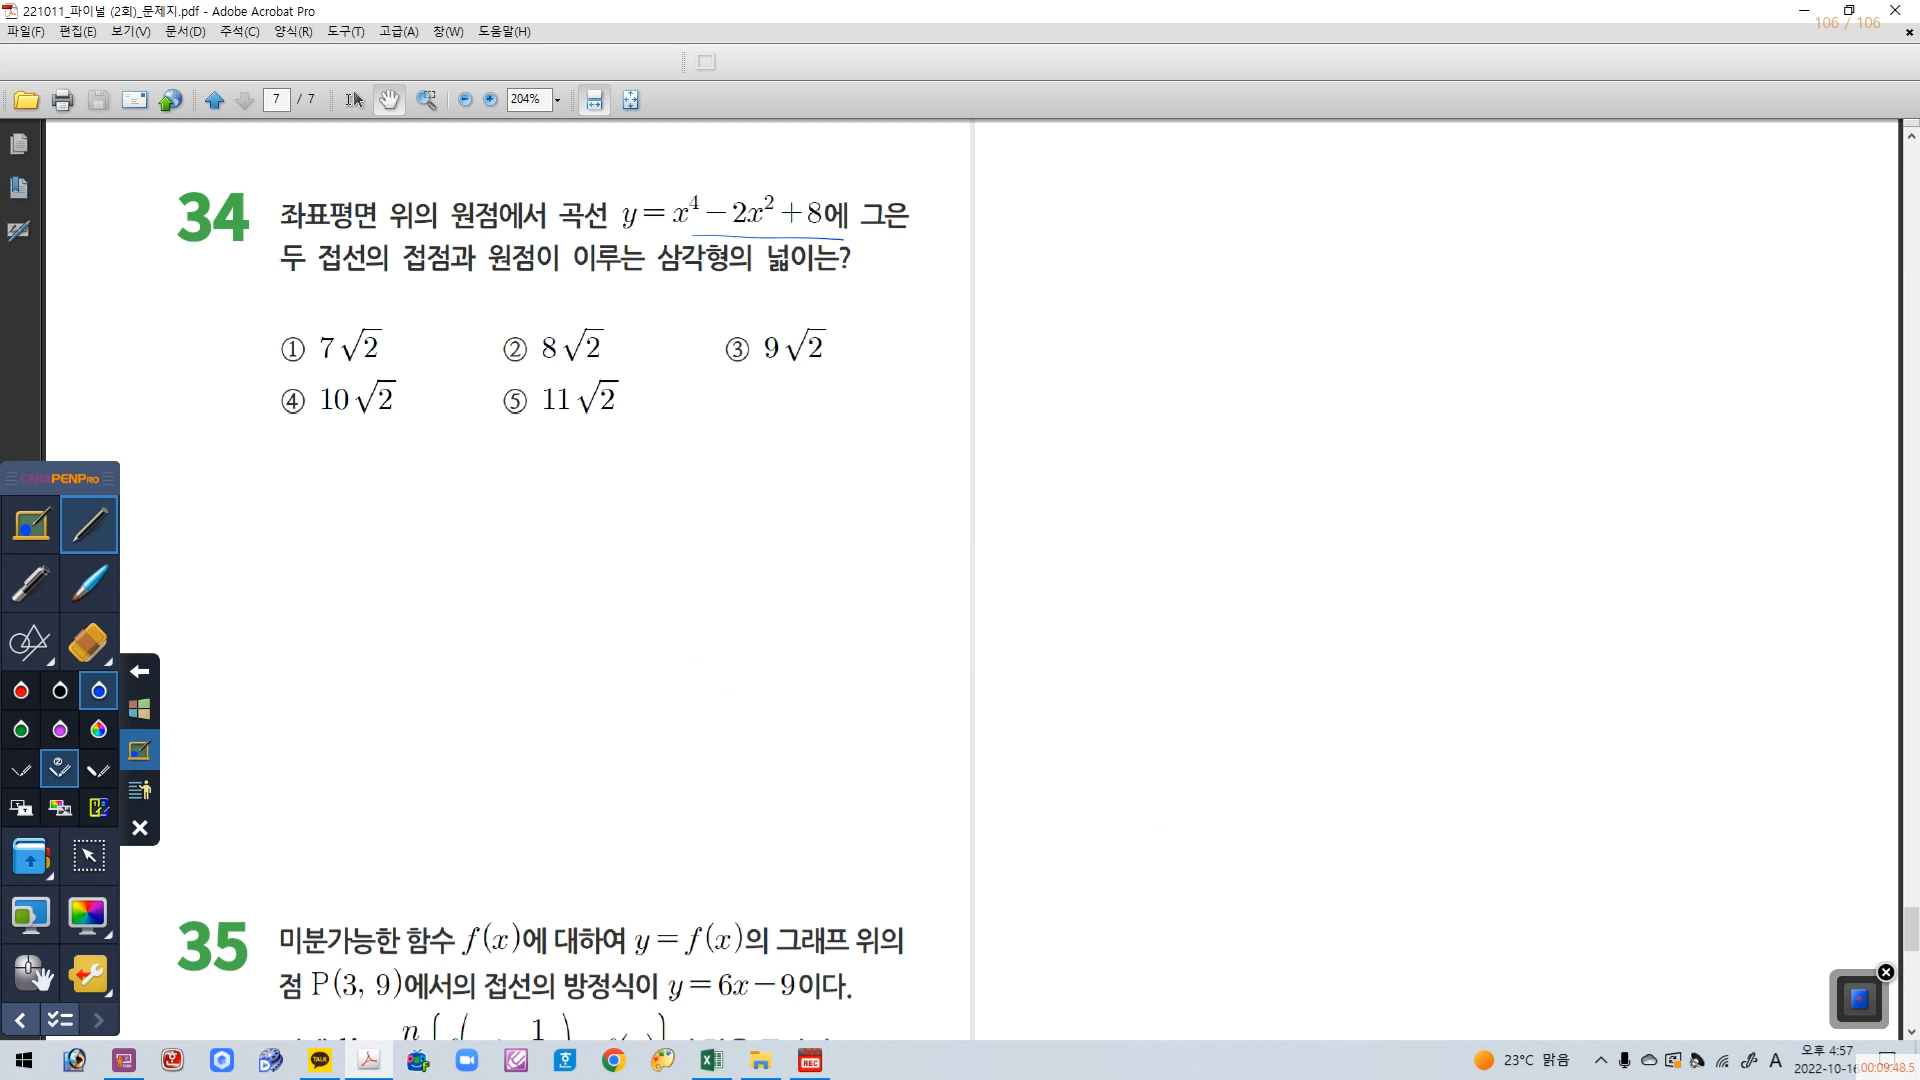 221011_파이널 (2회)_문제지.pdf - Adobe Acrobat Pro
106 / 106
파일(F) 편집(E) 보기(V) 문서(D) 주석(C) 양식(R) 도구(T) 고급(A) 창(W) 도움말(H)
7 / 7 204%
34 좌표평면 위의 원점에서 곡선 y=x⁴−2x²+8에 그은
두 접선의 접점과 원점이 이루는 삼각형의 넓이는?
① 7√2 ② 8√2 ③ 9√2
④ 10√2 ⑤ 11√2
CARAPENPRO
35 미분가능한 함수 f(x)에 대하여 y=f(x)의 그래프 위의
점 P(3, 9)에서의 접선의 방정식이 y=6x−9이다.
TALK
REC
23°C 맑음
A
오후 4:57
2022-10-16
00:09:48.5